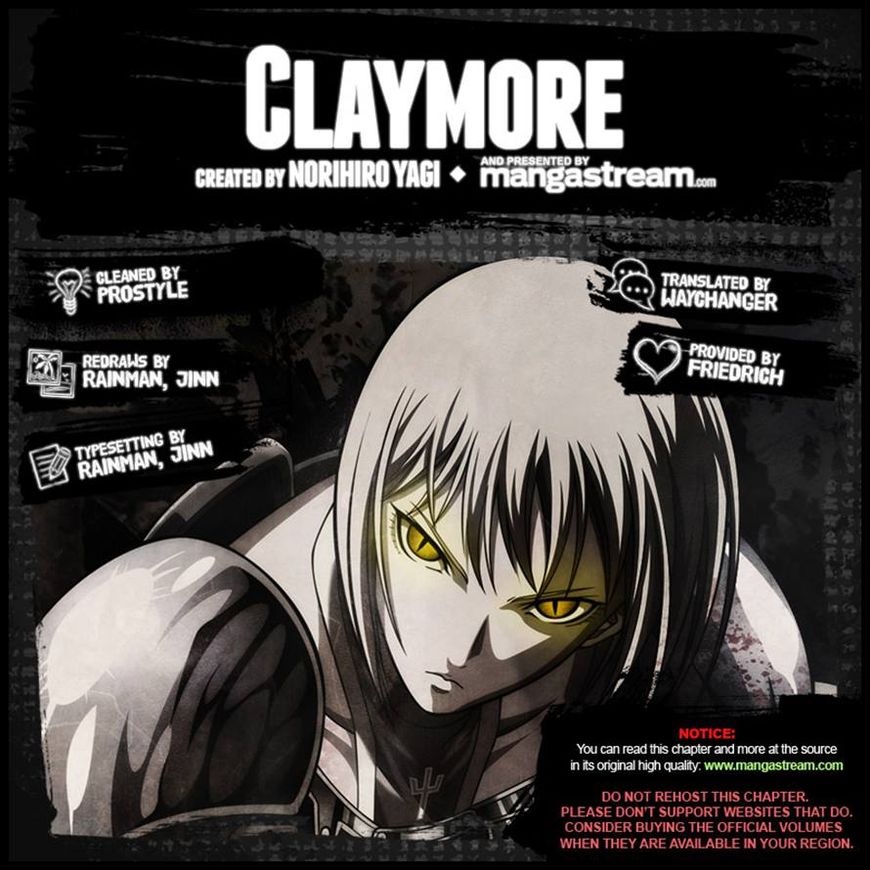 CLAYMORE
CREATED BY NORIHIRO YAGI ◆ AND PRESENTED BY mangastream.com
CLEANED BY
PROSTYLE
REDRAWS BY
RAINMAN, JINN
TYPESETTING BY
RAINMAN, JINN
TRANSLATED BY
WAYCHANGER
PROVIDED BY
FRIEDRICH
NOTICE:
You can read this chapter and more at the source
in its original high quality: www.mangastream.com
DO NOT REHOST THIS CHAPTER.
PLEASE DON'T SUPPORT WEBSITES THAT DO.
CONSIDER BUYING THE OFFICIAL VOLUMES
WHEN THEY ARE AVAILABLE IN YOUR REGION.